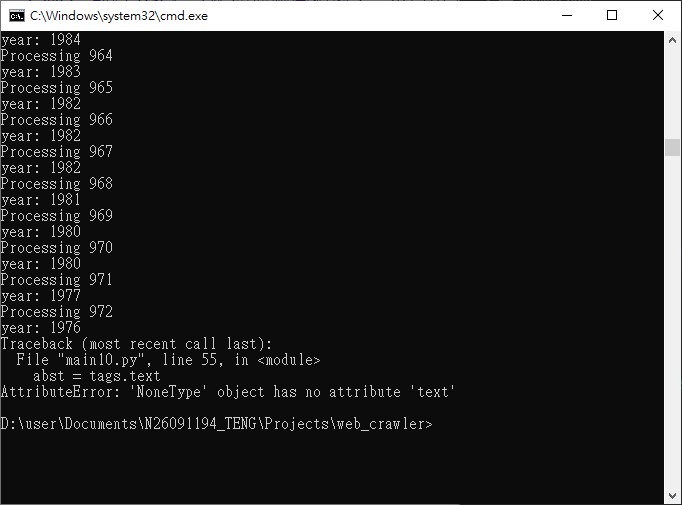 C:\Windows\system32\cmd.exe
year: 1984
Processing 964
year: 1983
Processing 965
year: 1982
Processing 966
year: 1982
Processing 967
year: 1982
Processing 968
year: 1981
Processing 969
year: 1980
Processing 970
year: 1980
Processing 971
year: 1977
Processing 972
year: 1976
Traceback (most recent call last):
  File "main10.py", line 55, in <module>
    abst = tags.text
AttributeError: 'NoneType' object has no attribute 'text'
D:\user\Documents\N26091194_TENG\Projects\web_crawler>